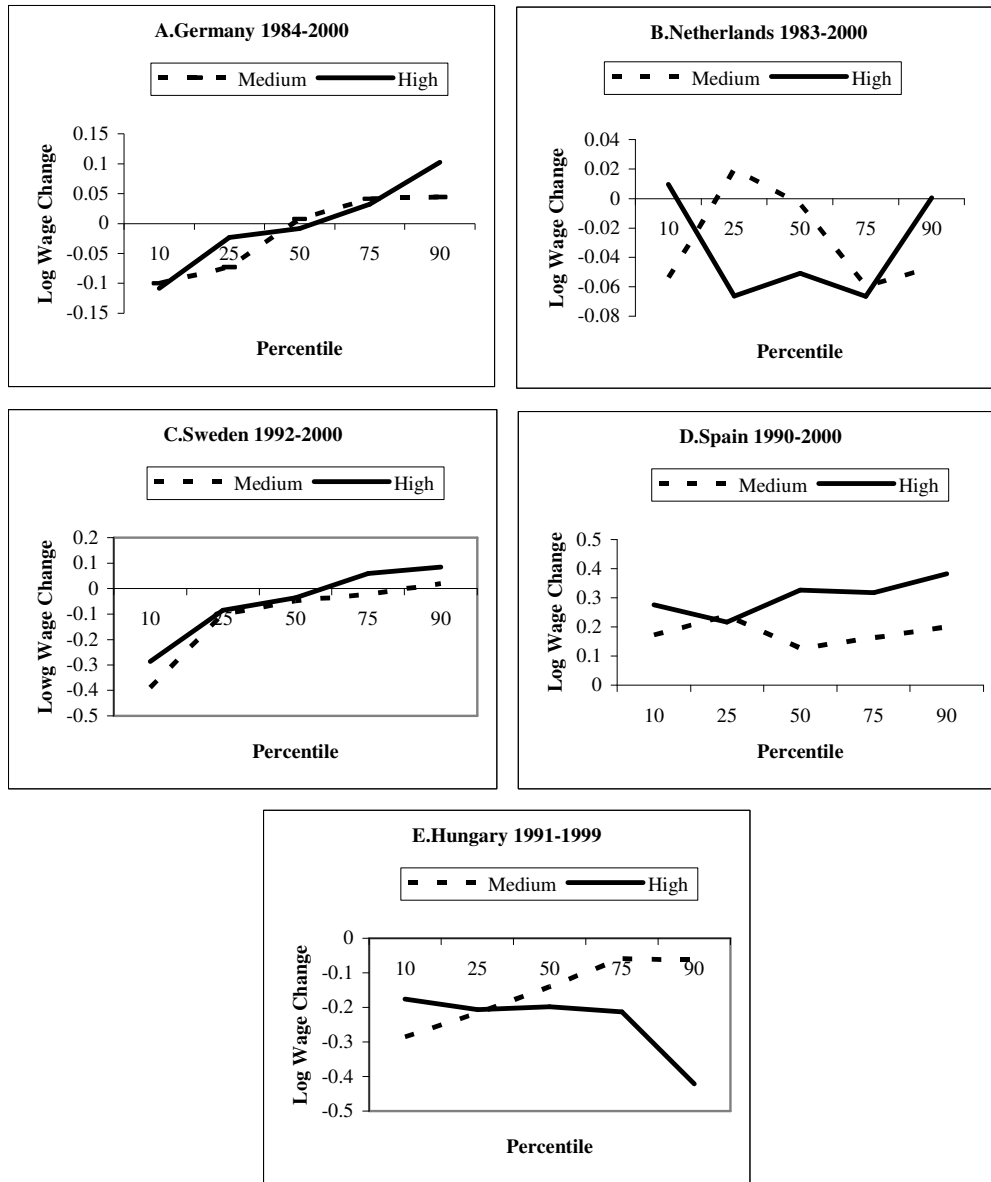 A.Germany 1984-2000
Medium High
0.15
0.1
0.05
0
-0.05
-0.1
-0.15
10 25 50 75 90
Log Wage Change
Percentile
B.Netherlands 1983-2000
Medium High
0.04
0.02
0
-0.02
-0.04
-0.06
-0.08
10 25 50 75 90
Log Wage Change
Percentile
C.Sweden 1992-2000
Medium High
0.2
0.1
0
-0.1
-0.2
-0.3
-0.4
-0.5
10 25 50 75 90
Lowg Wage Change
Percentile
D.Spain 1990-2000
Medium High
0.5
0.4
0.3
0.2
0.1
0
10 25 50 75 90
Log Wage Change
Percentile
E.Hungary 1991-1999
Medium High
0
-0.1
-0.2
-0.3
-0.4
-0.5
10 25 50 75 90
Log Wage Change
Percentile